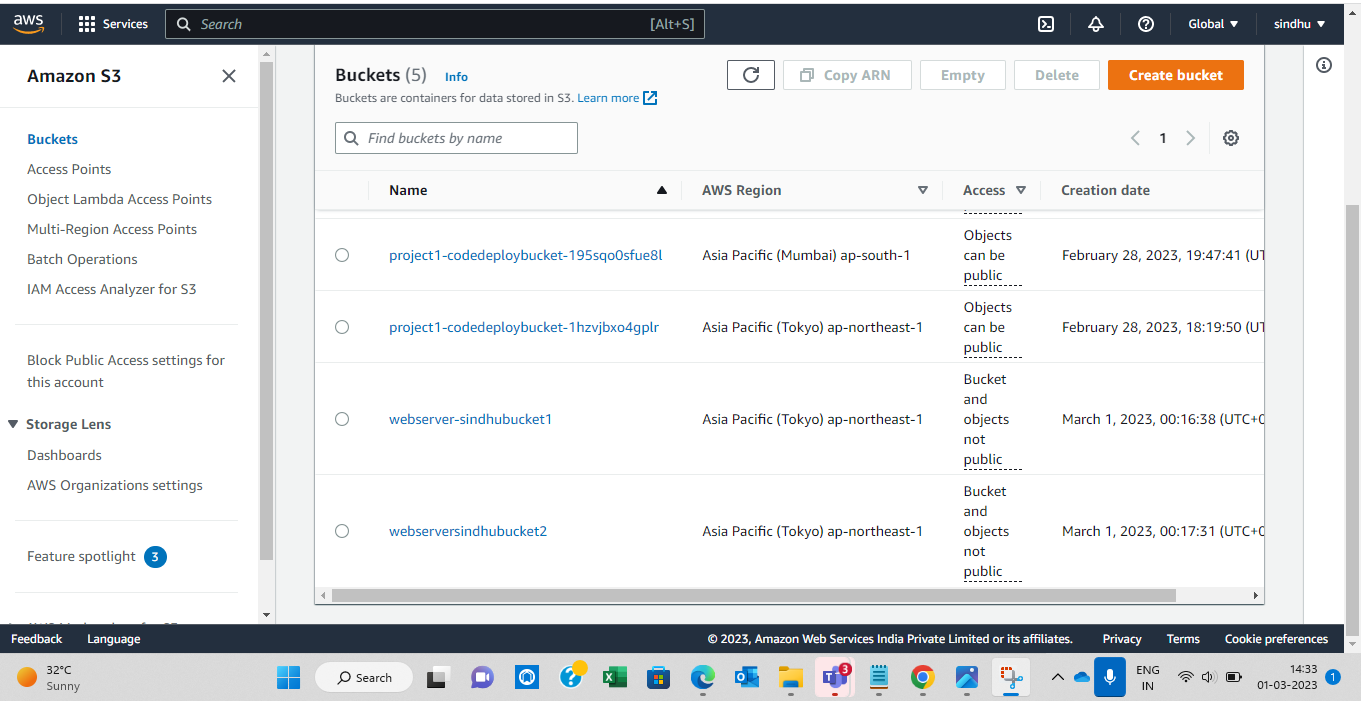 aws
Services
Search
[Alt+S]
Global
sindhu
Amazon S3
Buckets
Access Points
Object Lambda Access Points
Multi-Region Access Points
Batch Operations
IAM Access Analyzer for S3
Block Public Access settings for
this account
Storage Lens
Dashboards
AWS Organizations settings
Feature spotlight 3
Buckets (5) Info
Buckets are containers for data stored in S3. Learn more
Copy ARN
Empty
Delete
Create bucket
Find buckets by name
1
Name
AWS Region
Access
Creation date
project1-codedeploybucket-195sqo0sfue8l
Asia Pacific (Mumbai) ap-south-1
Objects
can be
public
February 28, 2023, 19:47:41 (UT
project1-codedeploybucket-1hzvjbxo4gplr
Asia Pacific (Tokyo) ap-northeast-1
Objects
can be
public
February 28, 2023, 18:19:50 (UT
webserver-sindhubucket1
Asia Pacific (Tokyo) ap-northeast-1
Bucket
and
objects
not
public
March 1, 2023, 00:16:38 (UTC+0
webserversindhubucket2
Asia Pacific (Tokyo) ap-northeast-1
Bucket
and
objects
not
public
March 1, 2023, 00:17:31 (UTC+0
Feedback
Language
© 2023, Amazon Web Services India Private Limited or its affiliates.
Privacy
Terms
Cookie preferences
32°C
Sunny
Search
3
ENG
IN
14:33
01-03-2023
1